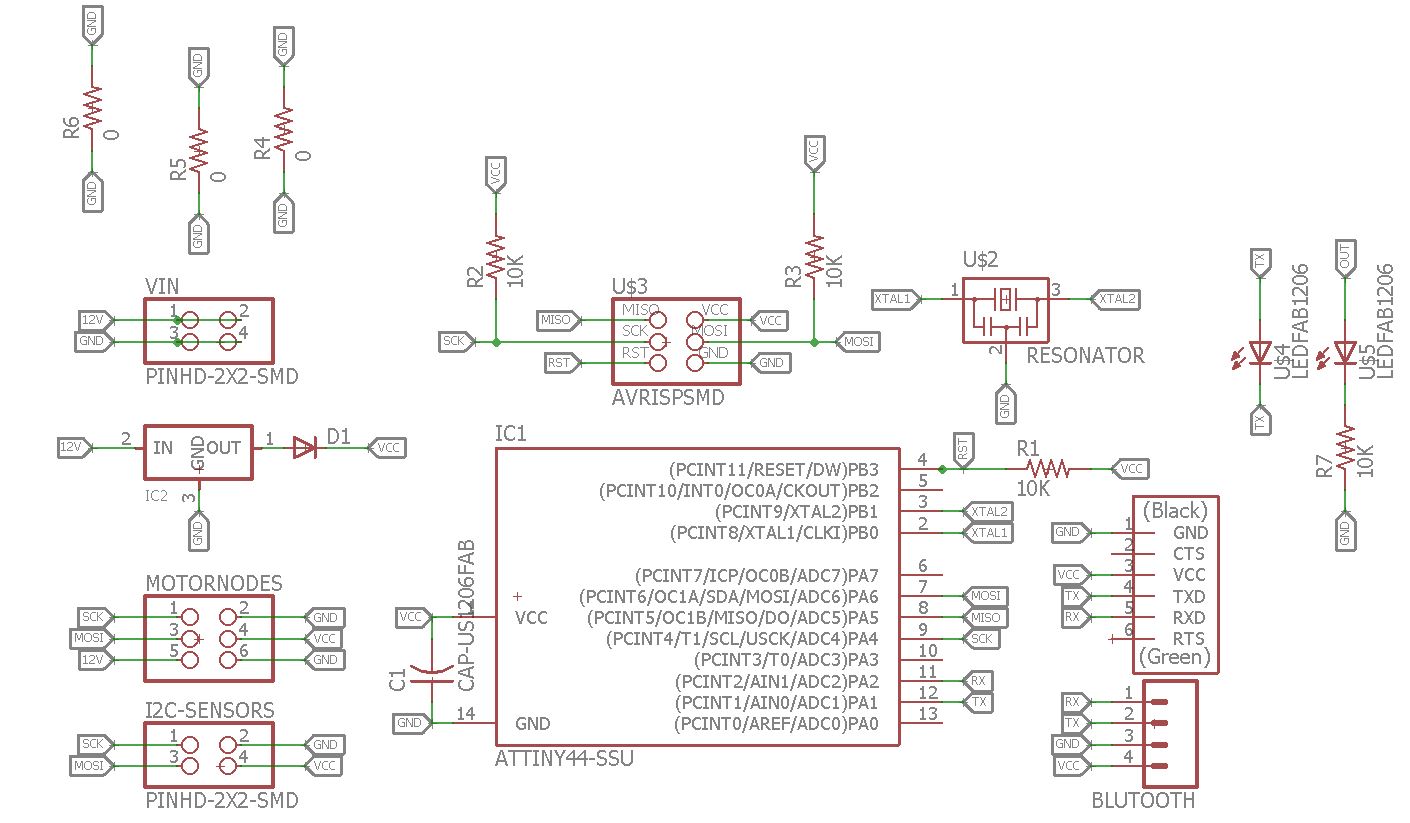 GND
R6
0
GND
GND
R5
0
GND
GND
R4
0
GND
VIN
12V 1 2
GND 3 4
PINHD-2X2-SMD
12V 2 IN GND OUT 1 D1 VCC
IC2 3
GND
MOTORNODES
SCK 1 2 GND
MOSI 3 4 VCC
12V 5 6 GND
I2C-SENSORS
SCK 1 2 GND
MOSI 3 4 VCC
PINHD-2X2-SMD
VCC
R2
10K
SCK
U$3
MISO MISO VCC VCC
SCK MOSI
RST RST GND GND
AVRISPSMD
VCC
R3
10K
MOSI
U$2
XTAL1 1 3 XTAL2
2
RESONATOR
GND
IC1
(PCINT11/RESET/DW)PB3 4 RST
R1
10K
VCC
(PCINT10/INT0/OC0A/CKOUT)PB2 5
(PCINT9/XTAL2)PB1 3 XTAL2
(PCINT8/XTAL1/CLKI)PB0 2 XTAL1
(PCINT7/ICP/OC0B/ADC7)PA7 6
(PCINT6/OC1A/SDA/MOSI/ADC6)PA6 7 MOSI
VCC VCC (PCINT5/OC1B/MISO/DO/ADC5)PA5 8 MISO
(PCINT4/T1/SCL/USCK/ADC4)PA4 9 SCK
(PCINT3/T0/ADC3)PA3 10
(PCINT2/AIN1/ADC2)PA2 11 RX
(PCINT1/AIN0/ADC1)PA1 12 TX
GND 14 GND (PCINT0/AREF/ADC0)PA0 13
C1
CAP-US1206FAB
ATTINY44-SSU
TX
U$4
LEDFAB1206
TX
OUT
U$5
LEDFAB1206
R7
10K
GND
(Black)
GND 1 GND
2 CTS
VCC 3 VCC
TX 4 TXD
RX 5 RXD
6 RTS
(Green)
RX 1
TX 2
GND 3
VCC 4
BLUTOOTH